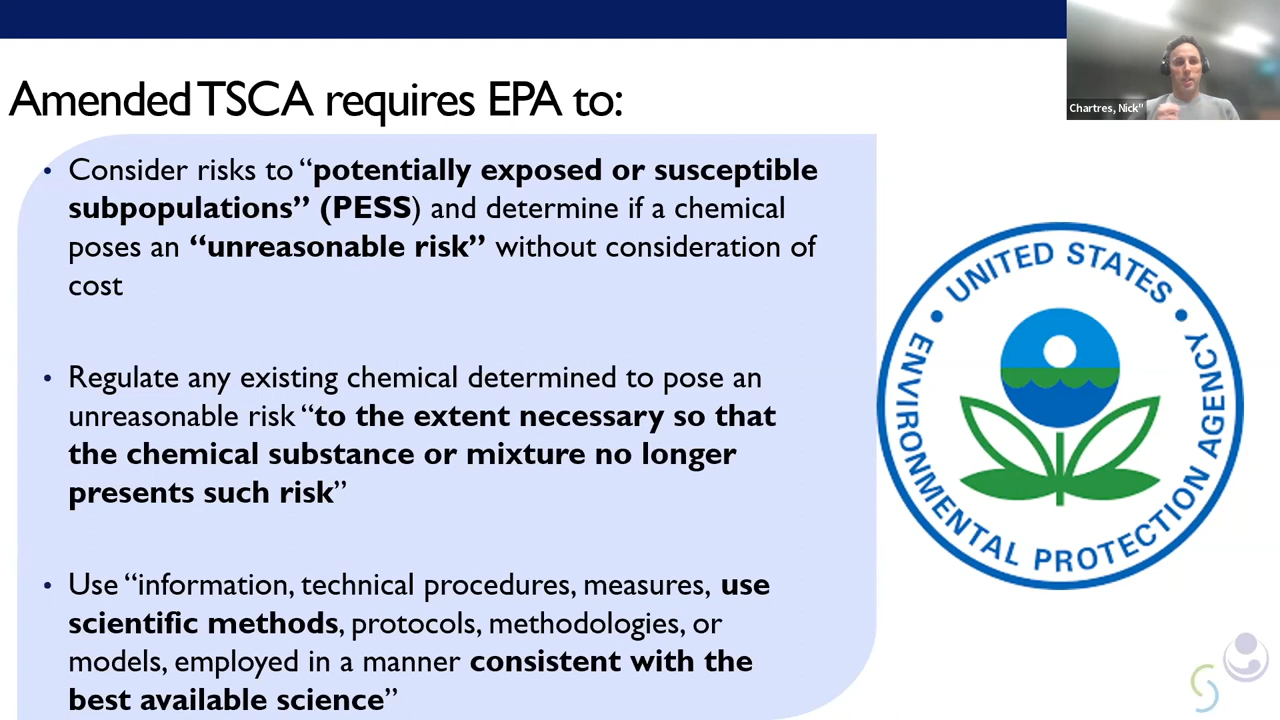 Chartres, Nick"
Amended TSCA requires EPA to:
• Consider risks to “potentially exposed or susceptible
subpopulations” (PESS) and determine if a chemical
poses an “unreasonable risk” without consideration of
cost
• Regulate any existing chemical determined to pose an
unreasonable risk “to the extent necessary so that
the chemical substance or mixture no longer
presents such risk”
• Use “information, technical procedures, measures, use
scientific methods, protocols, methodologies, or
models, employed in a manner consistent with the
best available science”
• UNITED STATES •
ENVIRONMENTAL PROTECTION AGENCY